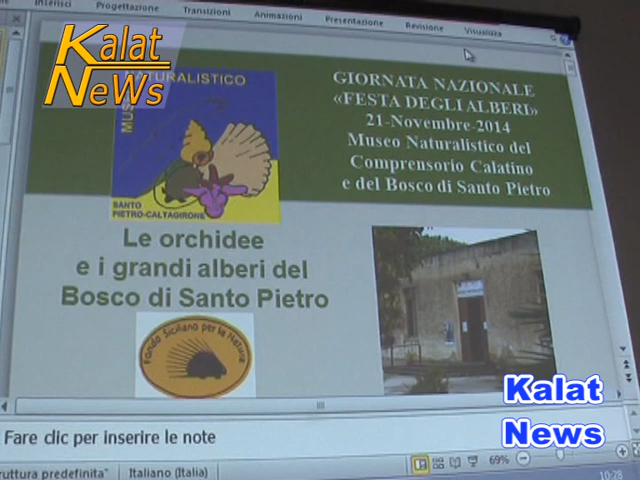 Inserisci Progettazione Transizioni Animazioni Presentazione Revisione Visualizza
Kalat
NeWs
MUSEO NATURALISTICO
SANTO
PIETRO-CALTAGIRONE
GIORNATA NAZIONALE
«FESTA DEGLI ALBERI»
21-Novembre-2014
Museo Naturalistico del
Comprensorio Calatino
e del Bosco di Santo Pietro
Le orchidee
e i grandi alberi del
Bosco di Santo Pietro
Fondo Siciliano per la Natura
Kalat
News
Fare clic per inserire le note
predefinita" Italiano (Italia) 69%
10:28